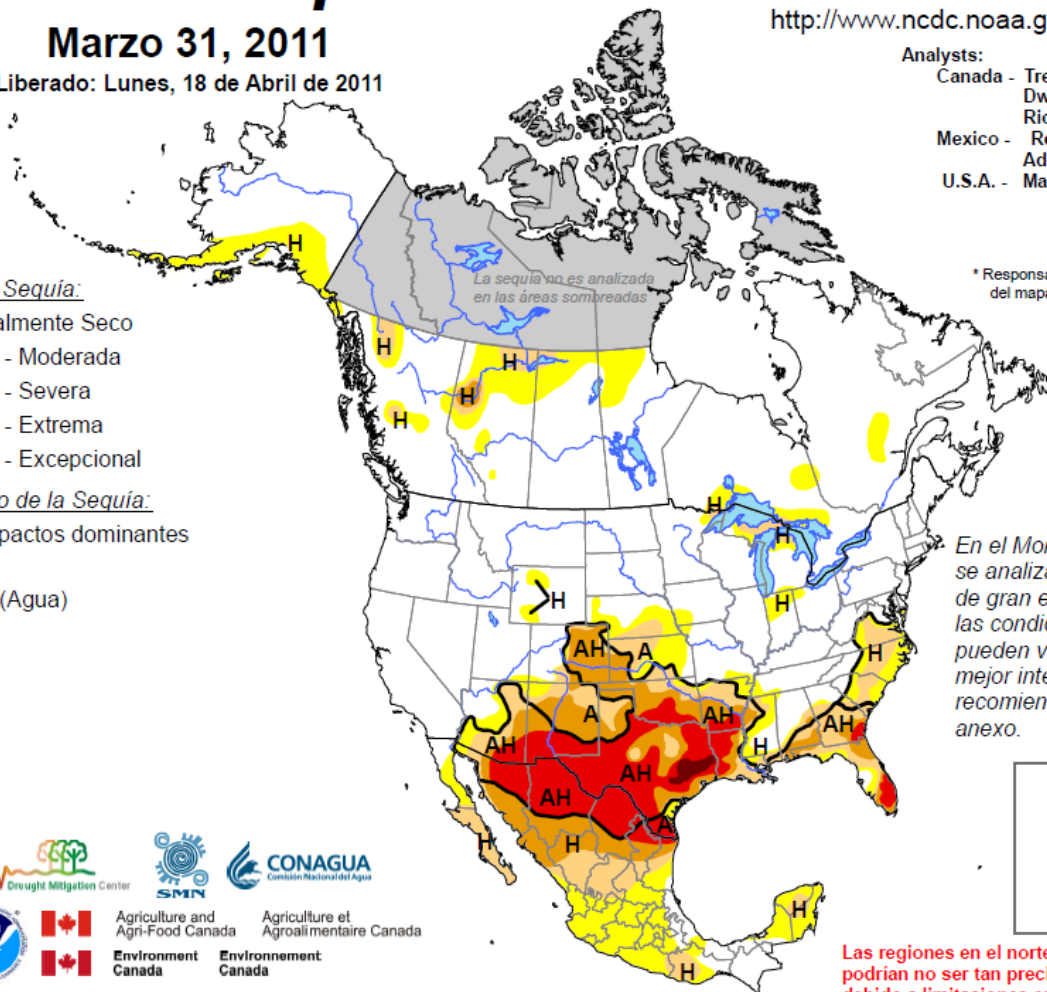 Marzo 31, 2011
Liberado: Lunes, 18 de Abril de 2011
http://www.ncdc.noaa.g
Analysts:
Canada -
Mexico -
U.S.A. -
* Responsa
del mapa
La sequía no es analizada
en las áreas sombreadas
Sequía:
almente Seco
- Moderada
- Severa
- Extrema
- Excepcional
o de la Sequía:
pactos dominantes
(Agua)
H
H
H
H
H
H
H
H
H
AH
A
H
A
AH
AH
AH
H
AH
AH
A
H
H
H
H
En el Mon
se analiza
de gran e
las condic
pueden v
mejor inte
recomien
anexo.
Drought Mitigation Center
SMN
CONAGUA
Comisión Nacional del Agua
Agriculture and
Agri-Food Canada
Agriculture et
Agroalimentaire Canada
Environment
Canada
Environnement
Canada
Las regiones en el norte
podrían no ser tan preci